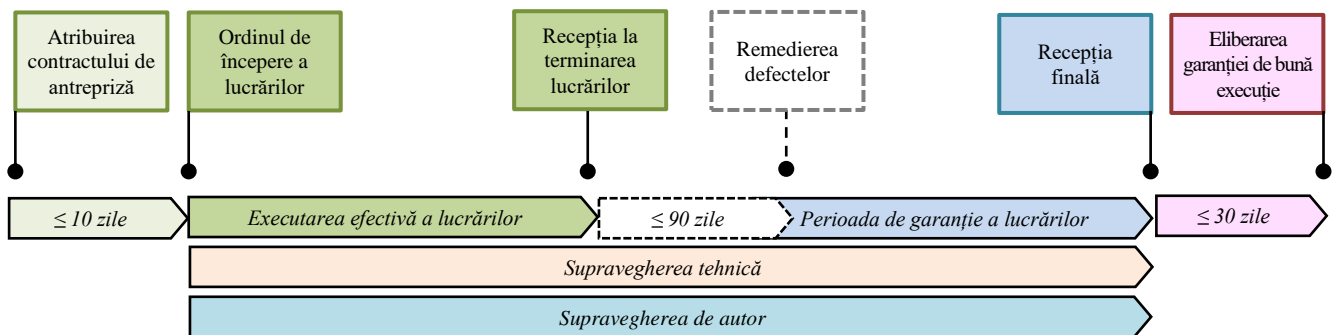 Atribuirea
contractului de
antrepriză
Ordinul de
începere a
lucrărilor
Recepția la
terminarea
lucrărilor
Remedierea
defectelor
Recepția
finală
Eliberarea
garanției de bună
execuție
≤ 10 zile
Executarea efectivă a lucrărilor
≤ 90 zile
Perioada de garanție a lucrărilor
≤ 30 zile
Supravegherea tehnică
Supravegherea de autor